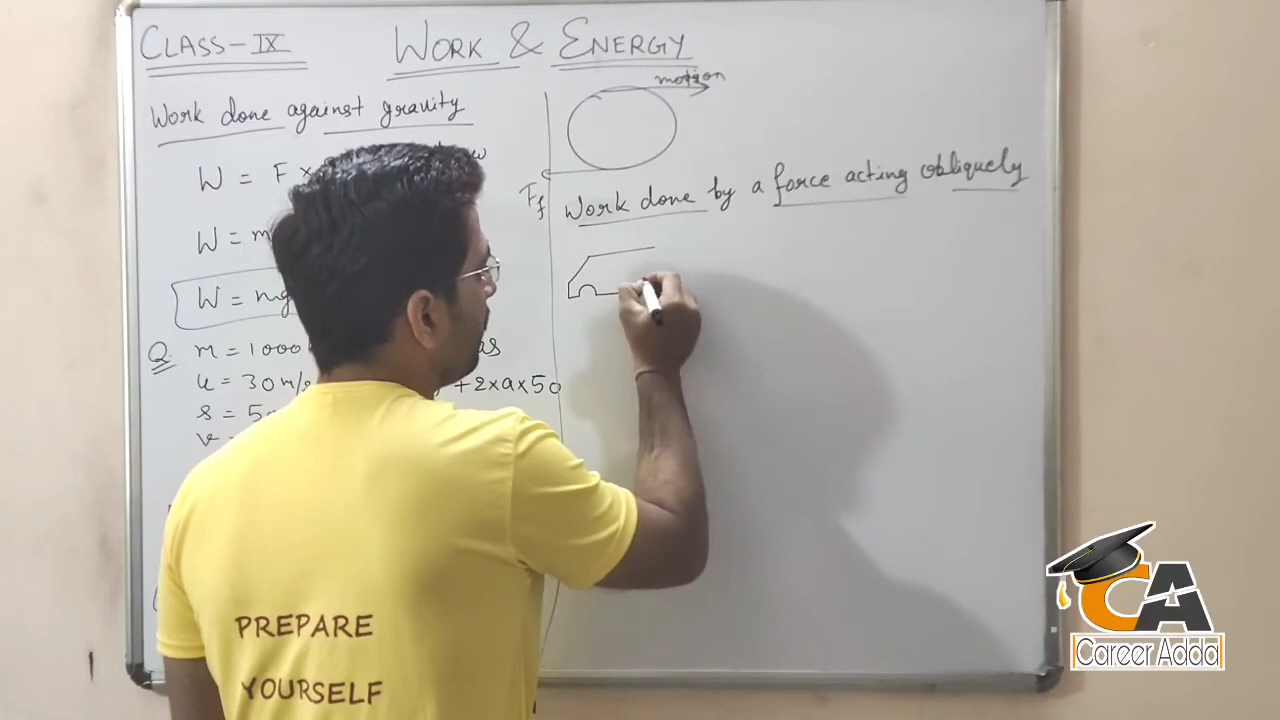 CLASS-IX
WORK & ENERGY
Work done against gravity
W = F ×
W = m
W = mg
Q. m = 1000
u = 30 m/s
+2×a×50
s = 50
v =
motion
Ff
Work done by a force acting obliquely
PREPARE
YOURSELF
CA
Career Adda